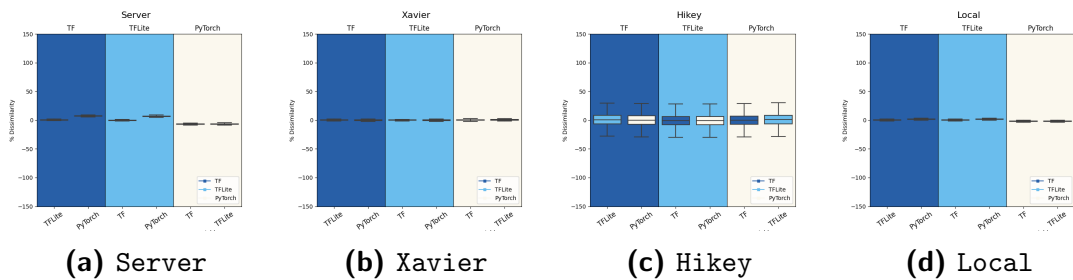 Server
TF TFLite PyTorch
150
100
50
0
−50
−100
−150
% Dissimilarity
TF
TFLite
PyTorch
TFLite PyTorch TF PyTorch TF TFLite
...
(a) Server
Xavier
TF TFLite PyTorch
150
100
50
0
−50
−100
−150
% Dissimilarity
TF
TFLite
PyTorch
TFLite PyTorch TF PyTorch TF TFLite
...
(b) Xavier
Hikey
TF TFLite PyTorch
150
100
50
0
−50
−100
−150
% Dissimilarity
TF
TFLite
PyTorch
TFLite PyTorch TF PyTorch TF TFLite
...
(c) Hikey
Local
TF TFLite PyTorch
150
100
50
0
−50
−100
−150
% Dissimilarity
TF
TFLite
PyTorch
TFLite PyTorch TF PyTorch TF TFLite
...
(d) Local